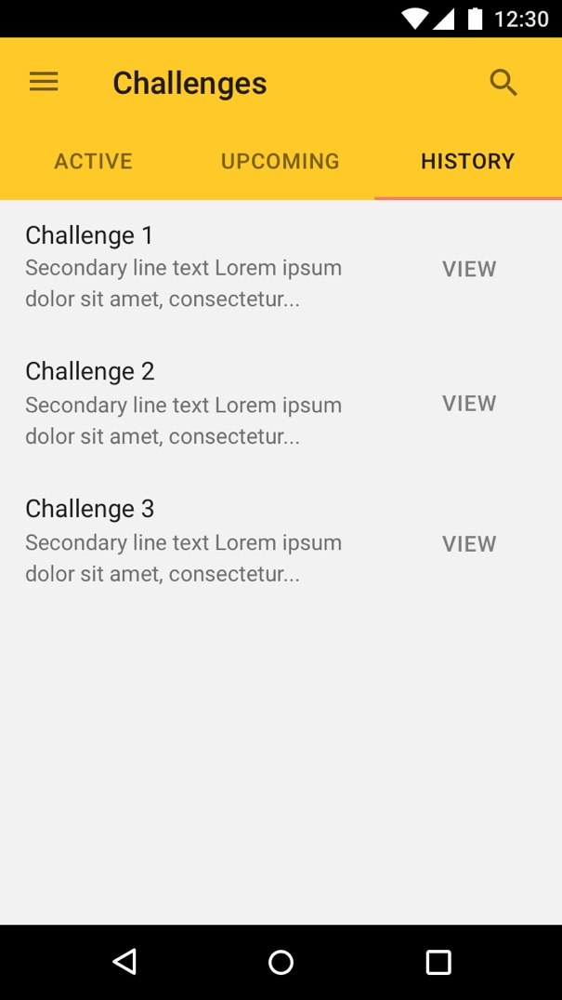 12:30
Challenges
ACTIVE UPCOMING HISTORY
Challenge 1
Secondary line text Lorem ipsum
dolor sit amet, consectetur...
VIEW
Challenge 2
Secondary line text Lorem ipsum
dolor sit amet, consectetur...
VIEW
Challenge 3
Secondary line text Lorem ipsum
dolor sit amet, consectetur...
VIEW